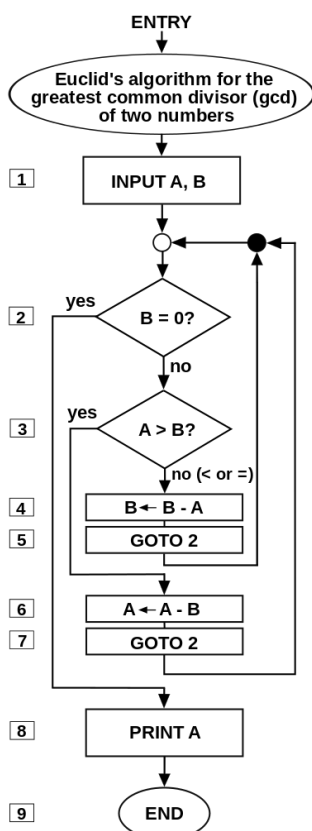 ENTRY
Euclid's algorithm for the
greatest common divisor (gcd)
of two numbers
1
INPUT A, B
2
yes
B = 0?
no
3
yes
A > B?
no (< or =)
4
B ← B - A
5
GOTO 2
6
A ← A - B
7
GOTO 2
8
PRINT A
9
END